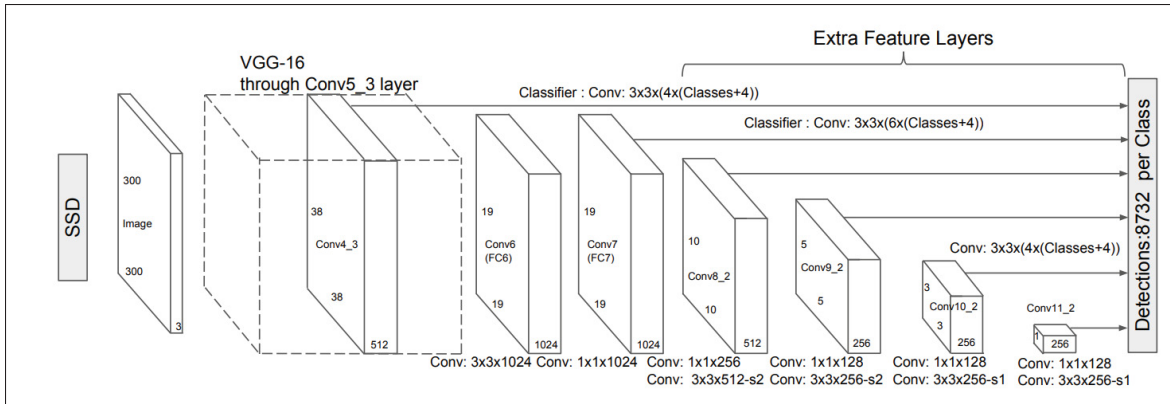 Extra Feature Layers
VGG-16
through Conv5_3 layer
Classifier : Conv: 3x3x(4x(Classes+4))
Classifier : Conv: 3x3x(6x(Classes+4))
SSD
300
Image
300
3
38
Conv4_3
38
512
19
Conv6
(FC6)
19
1024
19
Conv7
(FC7)
19
1024
10
Conv8_2
10
512
5
Conv9_2
5
256
Conv: 3x3x(4x(Classes+4))
3
Conv10_2
3
256
Conv11_2
1
256
Detections:8732 per Class
Conv: 3x3x1024
Conv: 1x1x1024
Conv: 1x1x256
Conv: 3x3x512-s2
Conv: 1x1x128
Conv: 3x3x256-s2
Conv: 1x1x128
Conv: 3x3x256-s1
Conv: 1x1x128
Conv: 3x3x256-s1